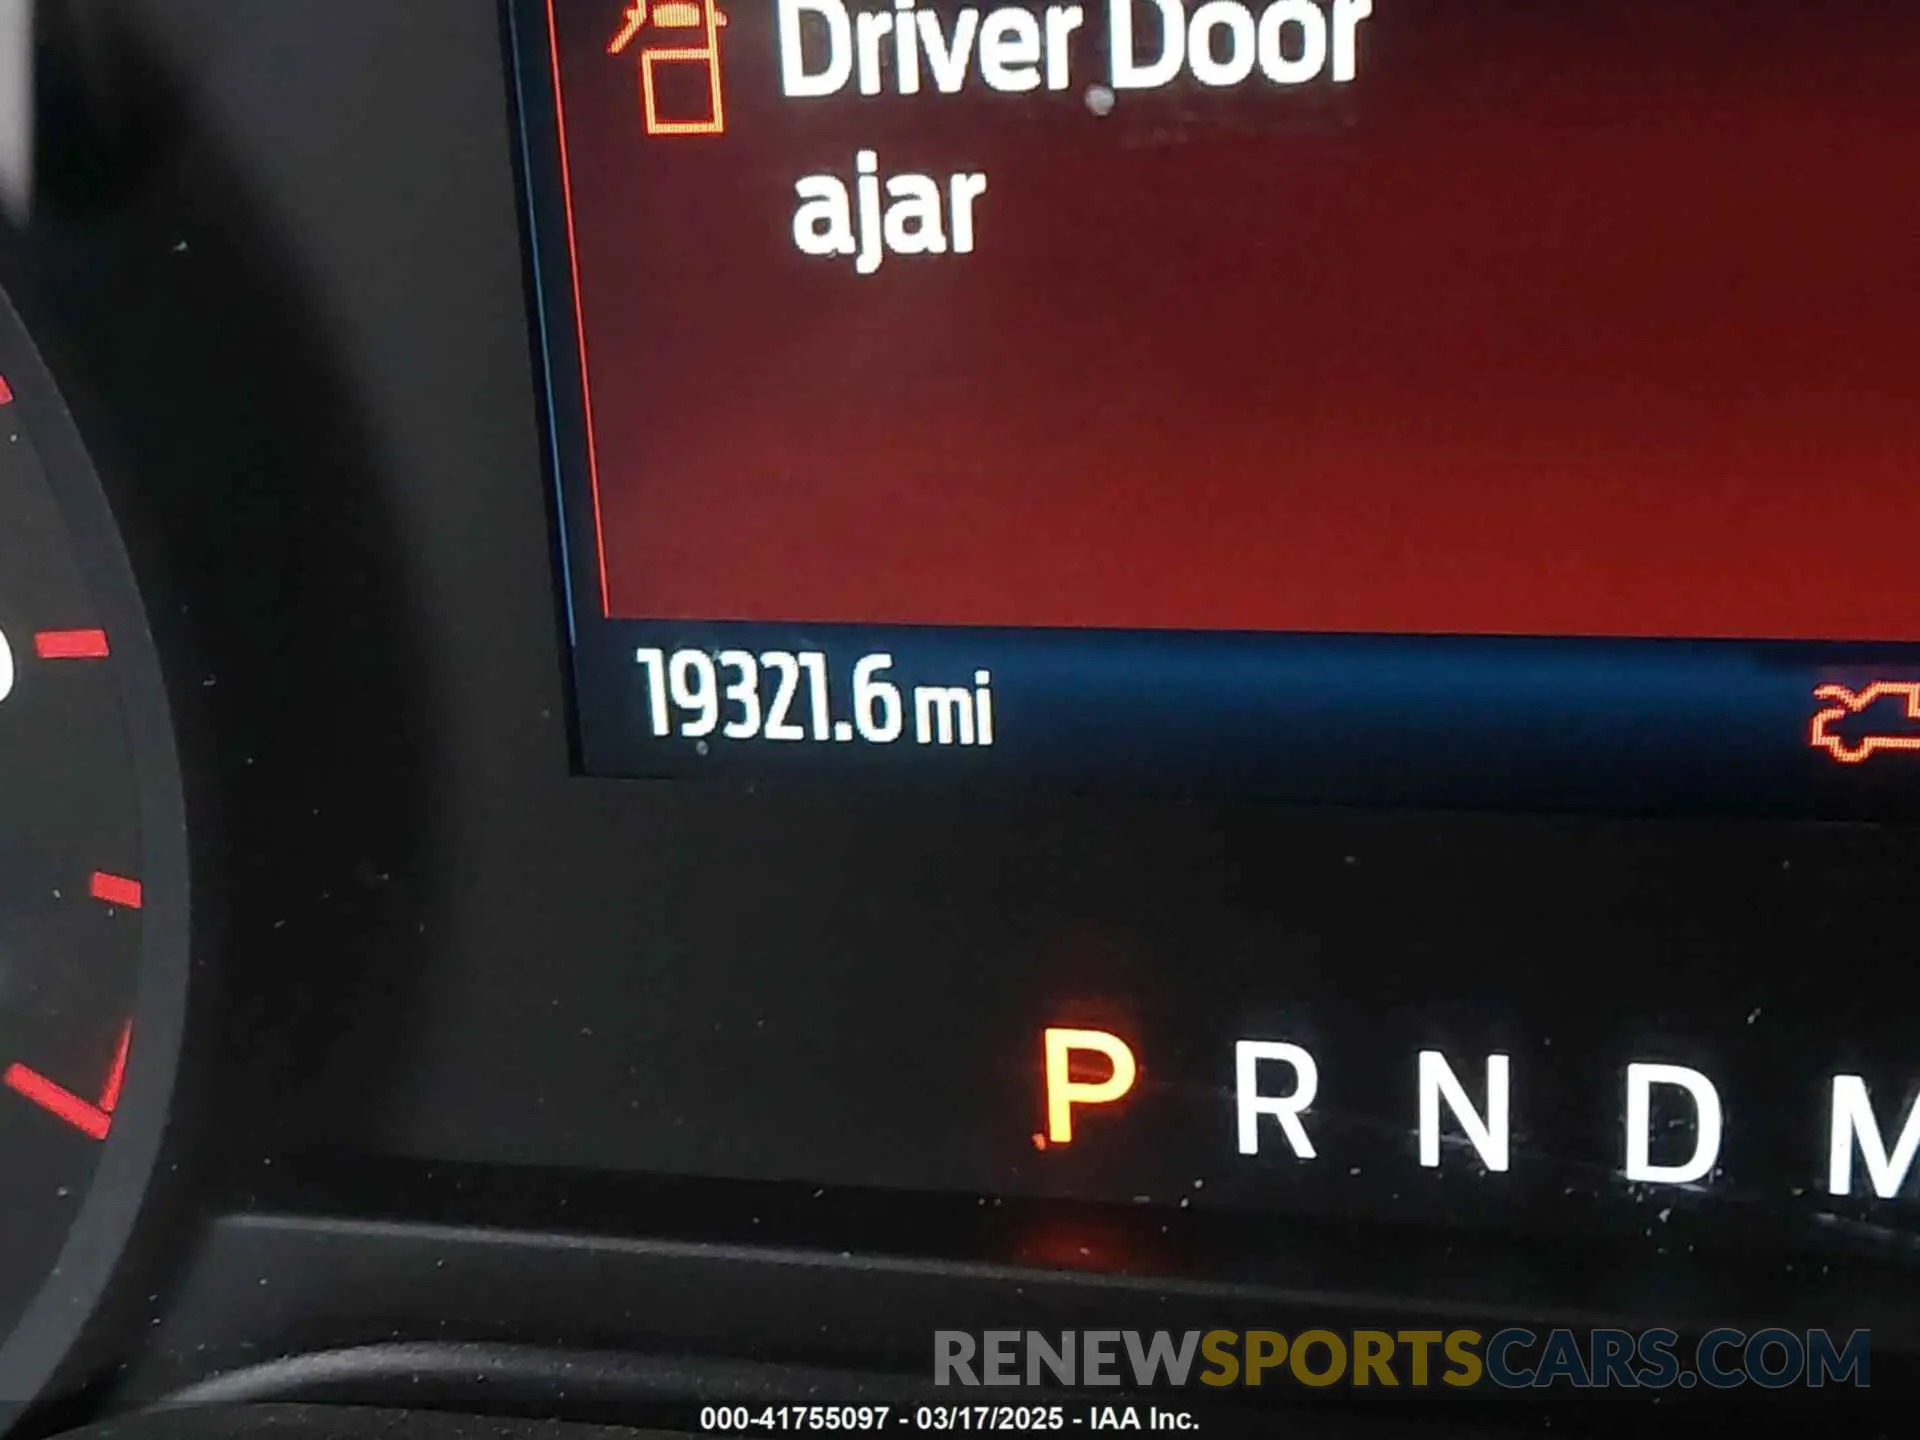 Driver Door
ajar
19321.6 mi
P R N D M
RENEWSPORTSCARS.COM
000-41755097 - 03/17/2025 - IAA Inc.